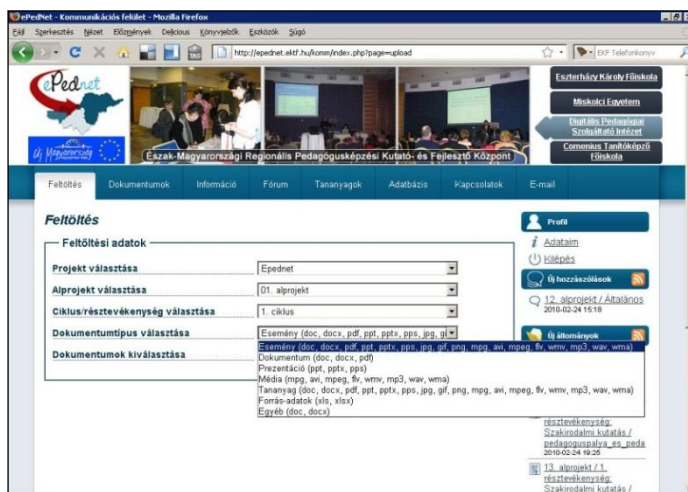 ePedNet - Kommunikációs felület - Mozilla Firefox
Fájl Szerkesztés Nézet Előzmények Delicious Könyvjelzők Eszközök Súgó
http://epednet.ektf.hu/komm/index.php?page=upload
EKF Telefonkonyv
ePednet
Új Magyarország
Észak-Magyarországi Regionális Pedagógusképzési Kutató- és Fejlesztő Központ
Eszterházy Károly Főiskola
Miskolci Egyetem
Digitális Pedagógiai
Szolgáltató Intézet
Comenius Tanítóképző
Főiskola
Feltöltés Dokumentumok Információ Fórum Tananyagok Adatbázis Kapcsolatok E-mail
Feltöltés
Feltöltési adatok
Projekt választása Epednet
Alprojekt választása 01. alprojekt
Ciklus/résztevékenység választása 1. ciklus
Dokumentumtípus választása Esemény (doc, docx, pdf, ppt, pptx, pps, jpg, gif
Dokumentumok kiválasztása
Esemény (doc, docx, pdf, ppt, pptx, pps, jpg, gif, png, mpg, avi, mpeg, flv, wmv, mp3, wav, wma)
Dokumentum (doc, docx, pdf)
Prezentáció (ppt, pptx, pps)
Média (mpg, avi, mpeg, flv, wmv, mp3, wav, wma)
Tananyag (doc, docx, pdf, ppt, pptx, pps, jpg, gif, png, mpg, avi, mpeg, flv, wmv, mp3, wav, wma)
Forrás-adatok (xls, xlsx)
Egyéb (doc, docx)
Profil
Adataim
Kilépés
Új hozzászólások
12. alprojekt / Általános
2010-02-24 15:18
Új állományok
résztevékenység:
Szakirodalmi kutatás /
pedagoguspalya_es_peda
2010-02-24 19:25
13. alprojekt / 1.
résztevékenység:
Szakirodalmi kutatás /